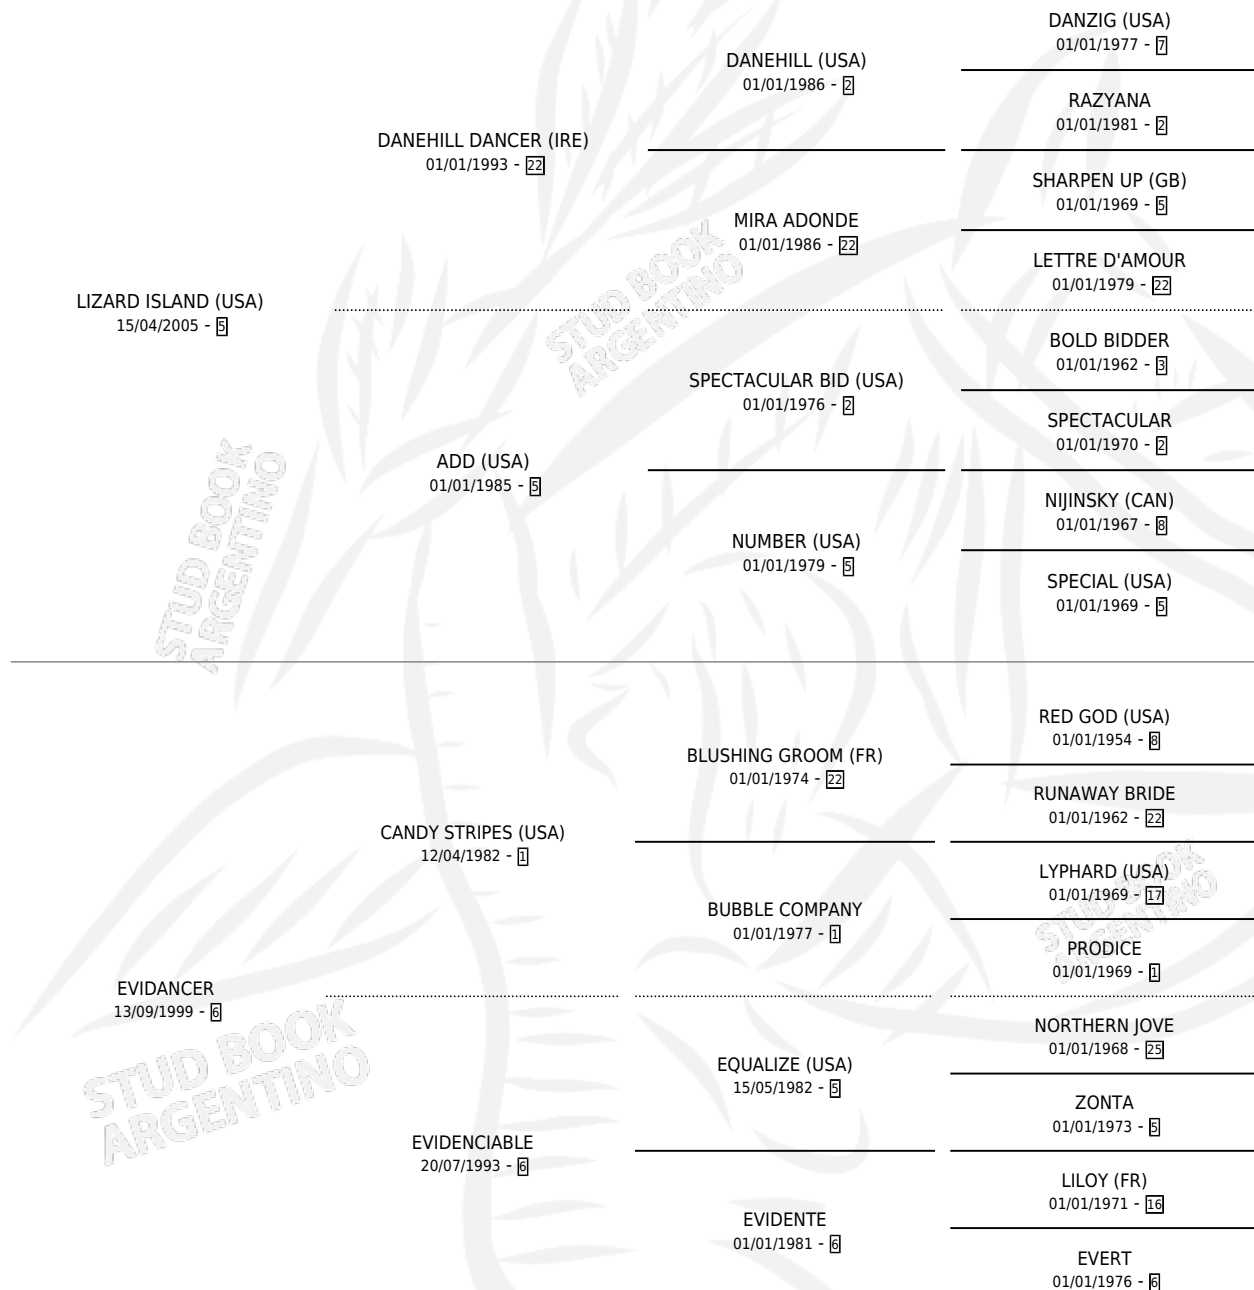 DANZIG (USA)
01/01/1977 - 7
DANEHILL (USA)
01/01/1986 - 2
RAZYANA
01/01/1981 - 2
DANEHILL DANCER (IRE)
01/01/1993 - 22
SHARPEN UP (GB)
01/01/1969 - 5
MIRA ADONDE
01/01/1986 - 22
LETTRE D'AMOUR
01/01/1979 - 22
LIZARD ISLAND (USA)
15/04/2005 - 5
BOLD BIDDER
01/01/1962 - 3
SPECTACULAR BID (USA)
01/01/1976 - 2
SPECTACULAR
01/01/1970 - 2
ADD (USA)
01/01/1985 - 5
NIJINSKY (CAN)
01/01/1967 - 8
NUMBER (USA)
01/01/1979 - 5
SPECIAL (USA)
01/01/1969 - 5
RED GOD (USA)
01/01/1954 - 8
BLUSHING GROOM (FR)
01/01/1974 - 22
RUNAWAY BRIDE
01/01/1962 - 22
CANDY STRIPES (USA)
12/04/1982 - 1
LYPHARD (USA)
01/01/1969 - 17
BUBBLE COMPANY
01/01/1977 - 1
PRODICE
01/01/1969 - 1
EVIDANCER
13/09/1999 - 6
NORTHERN JOVE
01/01/1968 - 25
EQUALIZE (USA)
15/05/1982 - 5
ZONTA
01/01/1973 - 5
EVIDENCIABLE
20/07/1993 - 6
LILOY (FR)
01/01/1971 - 16
EVIDENTE
01/01/1981 - 6
EVERT
01/01/1976 - 6
STUD BOOK
ARGENTINO
STUD BOOK
ARGENTINO
STUD BOOK
ARGENTINO
STUD BOOK
ARGENTINO